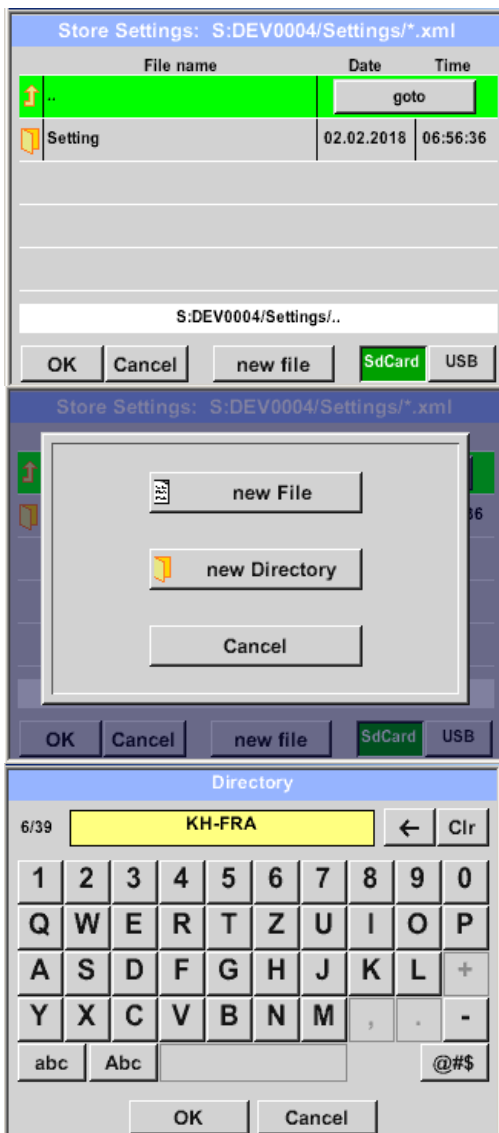 Store Settings: S:DEV0004/Settings/*.xml
File name Date Time
.. goto
Setting 02.02.2018 06:56:36
S:DEV0004/Settings/..
OK Cancel new file SdCard USB
Store Settings: S:DEV0004/Settings/*.xml
new File
36
new Directory
Cancel
OK Cancel new file SdCard USB
Directory
6/39 KH-FRA ← Clr
1 2 3 4 5 6 7 8 9 0
Q W E R T Z U I O P
A S D F G H J K L +
Y X C V B N M , . -
abc Abc @#$
OK Cancel